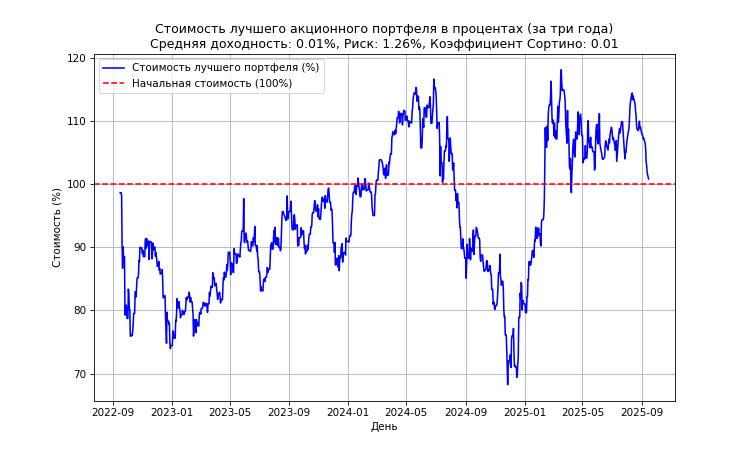 Стоимость лучшего акционного портфеля в процентах (за три года)
Средняя доходность: 0.01%, Риск: 1.26%, Коэффициент Сортино: 0.01
120
110
100
90
80
70
Стоимость (%)
Стоимость лучшего портфеля (%)
Начальная стоимость (100%)
2022-09 2023-01 2023-05 2023-09 2024-01 2024-05 2024-09 2025-01 2025-05 2025-09
День